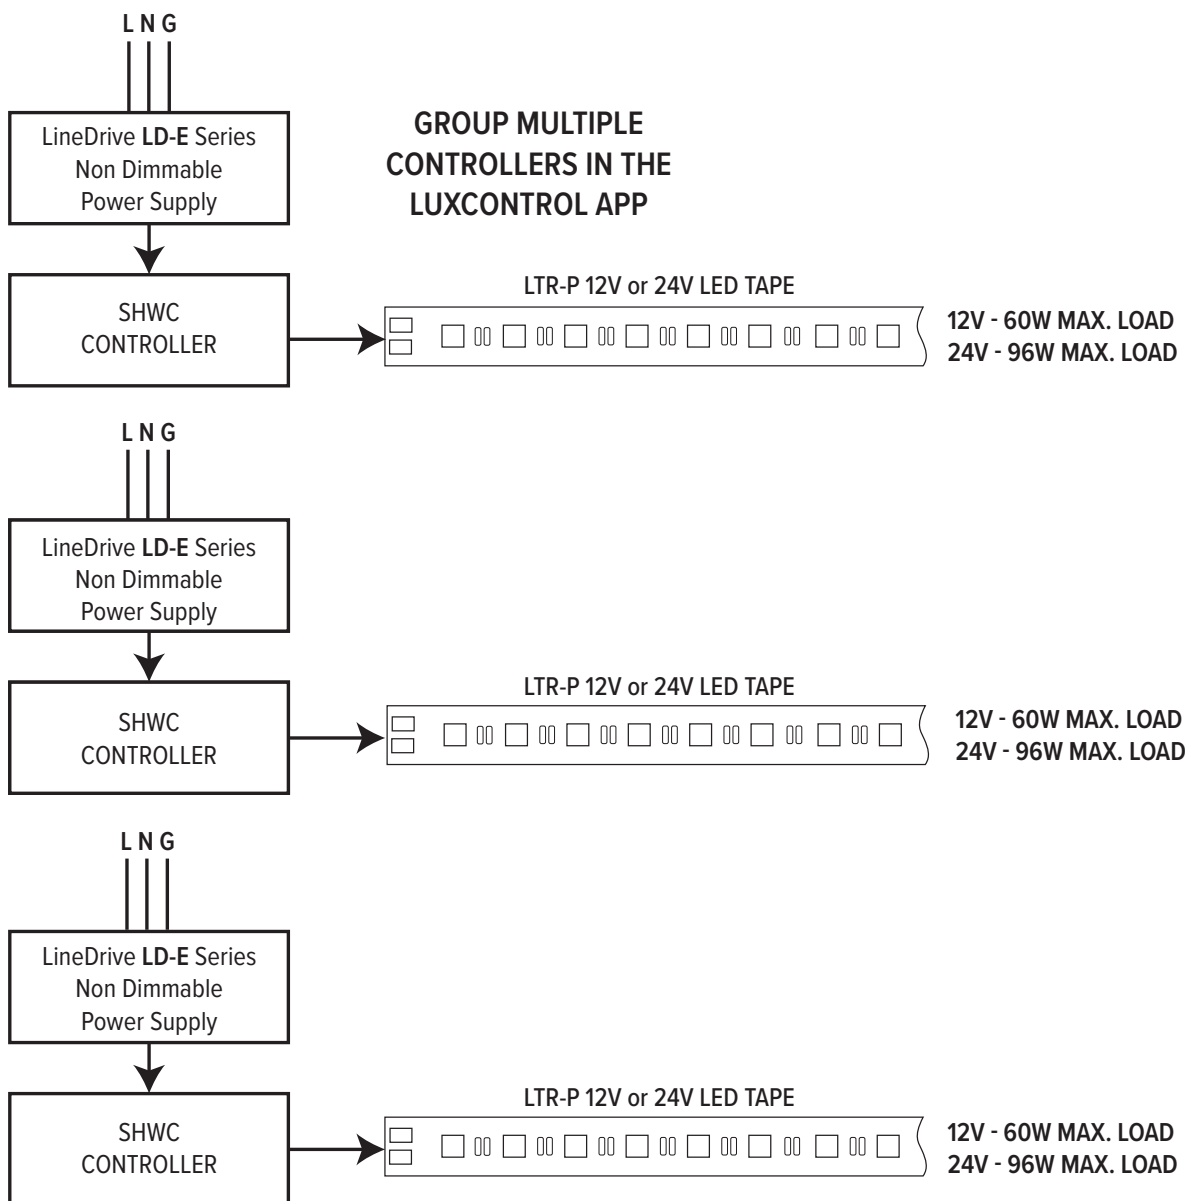 L N G
LineDrive LD-E Series
Non Dimmable
Power Supply
GROUP MULTIPLE
CONTROLLERS IN THE
LUXCONTROL APP
SHWC
CONTROLLER
LTR-P 12V or 24V LED TAPE
12V - 60W MAX. LOAD
24V - 96W MAX. LOAD
L N G
LineDrive LD-E Series
Non Dimmable
Power Supply
SHWC
CONTROLLER
LTR-P 12V or 24V LED TAPE
12V - 60W MAX. LOAD
24V - 96W MAX. LOAD
L N G
LineDrive LD-E Series
Non Dimmable
Power Supply
SHWC
CONTROLLER
LTR-P 12V or 24V LED TAPE
12V - 60W MAX. LOAD
24V - 96W MAX. LOAD